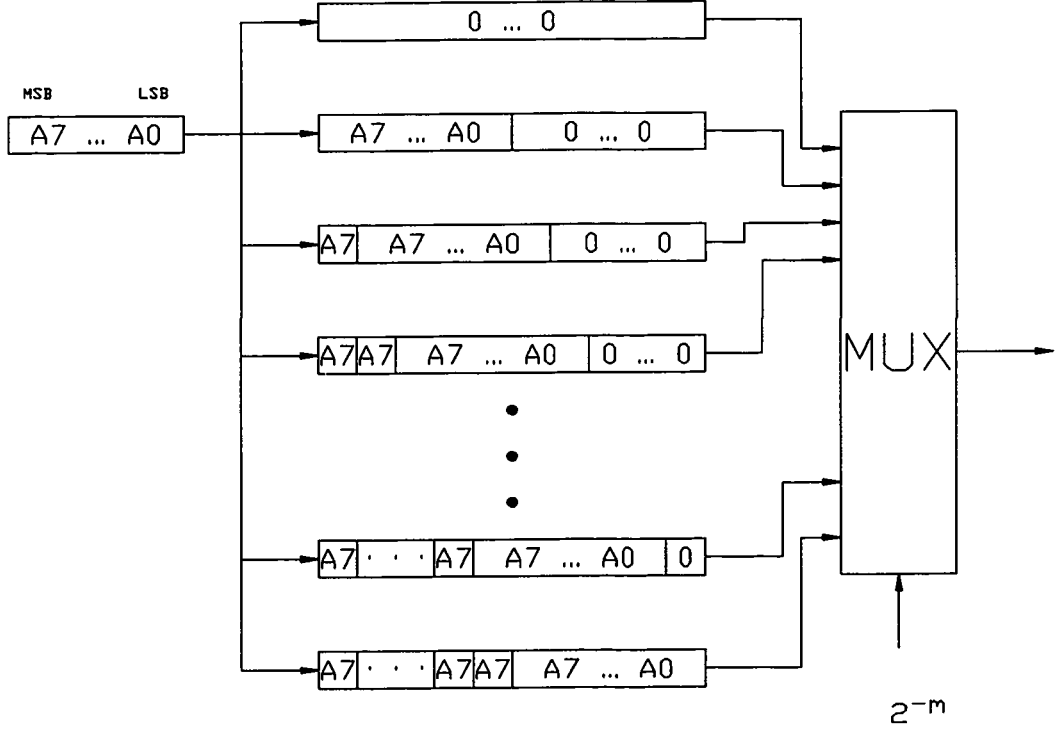 0 ... 0
MSB LSB
A7 ... A0
A7 ... A0 0 ... 0
A7 A7 ... A0 0 ... 0
A7 A7 A7 ... A0 0 ... 0
MUX
A7 · · · A7 A7 ... A0 0
A7 · · · A7 A7 A7 ... A0
2⁻ᵐ